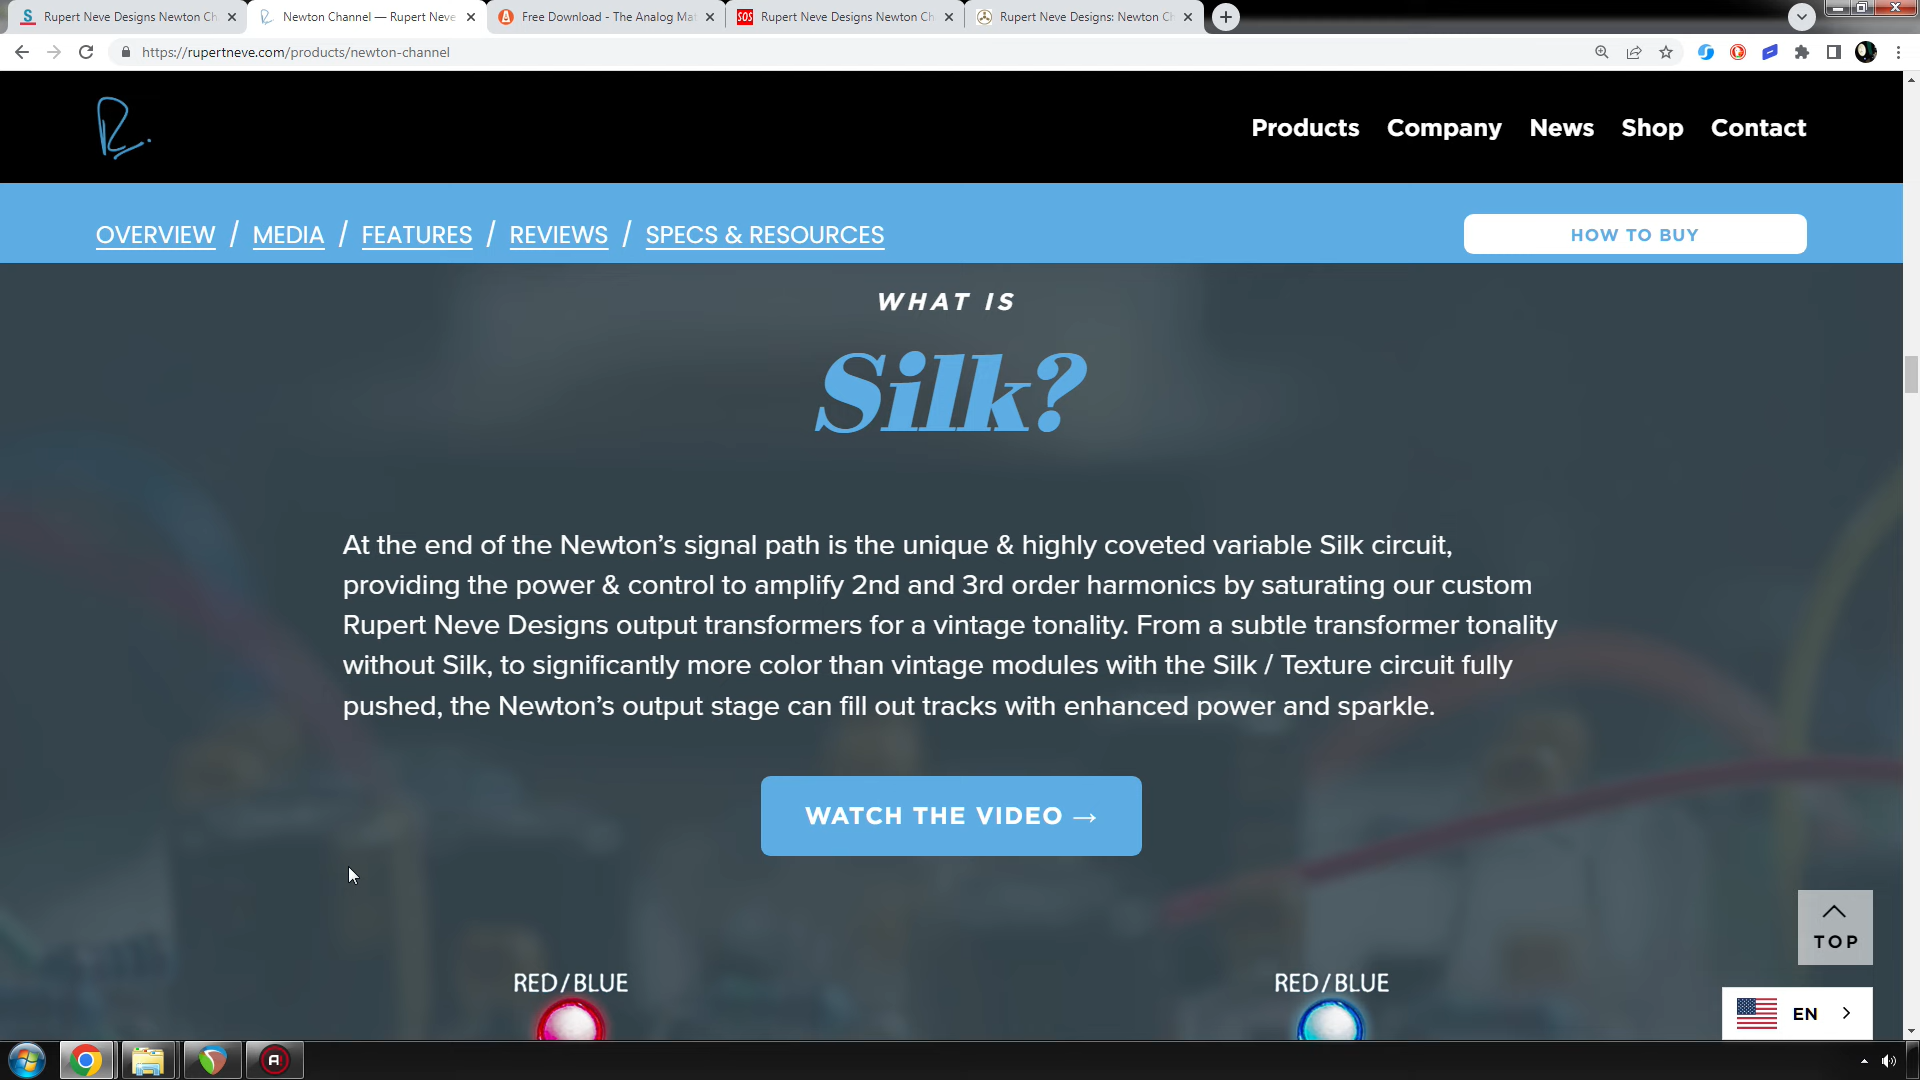 Rupert Neve Designs Newton Ch
Newton Channel — Rupert Neve
Free Download - The Analog Ma
SOS
Rupert Neve Designs Newton Ch
Rupert Neve Designs: Newton Ch
https://rupertneve.com/products/newton-channel
Products
Company
News
Shop
Contact
OVERVIEW / MEDIA / FEATURES / REVIEWS / SPECS & RESOURCES
HOW TO BUY
WHAT IS
Silk?
At the end of the Newton’s signal path is the unique & highly coveted variable Silk circuit,
providing the power & control to amplify 2nd and 3rd order harmonics by saturating our custom
Rupert Neve Designs output transformers for a vintage tonality. From a subtle transformer tonality
without Silk, to significantly more color than vintage modules with the Silk / Texture circuit fully
pushed, the Newton’s output stage can fill out tracks with enhanced power and sparkle.
WATCH THE VIDEO →
TOP
RED/BLUE
RED/BLUE
EN